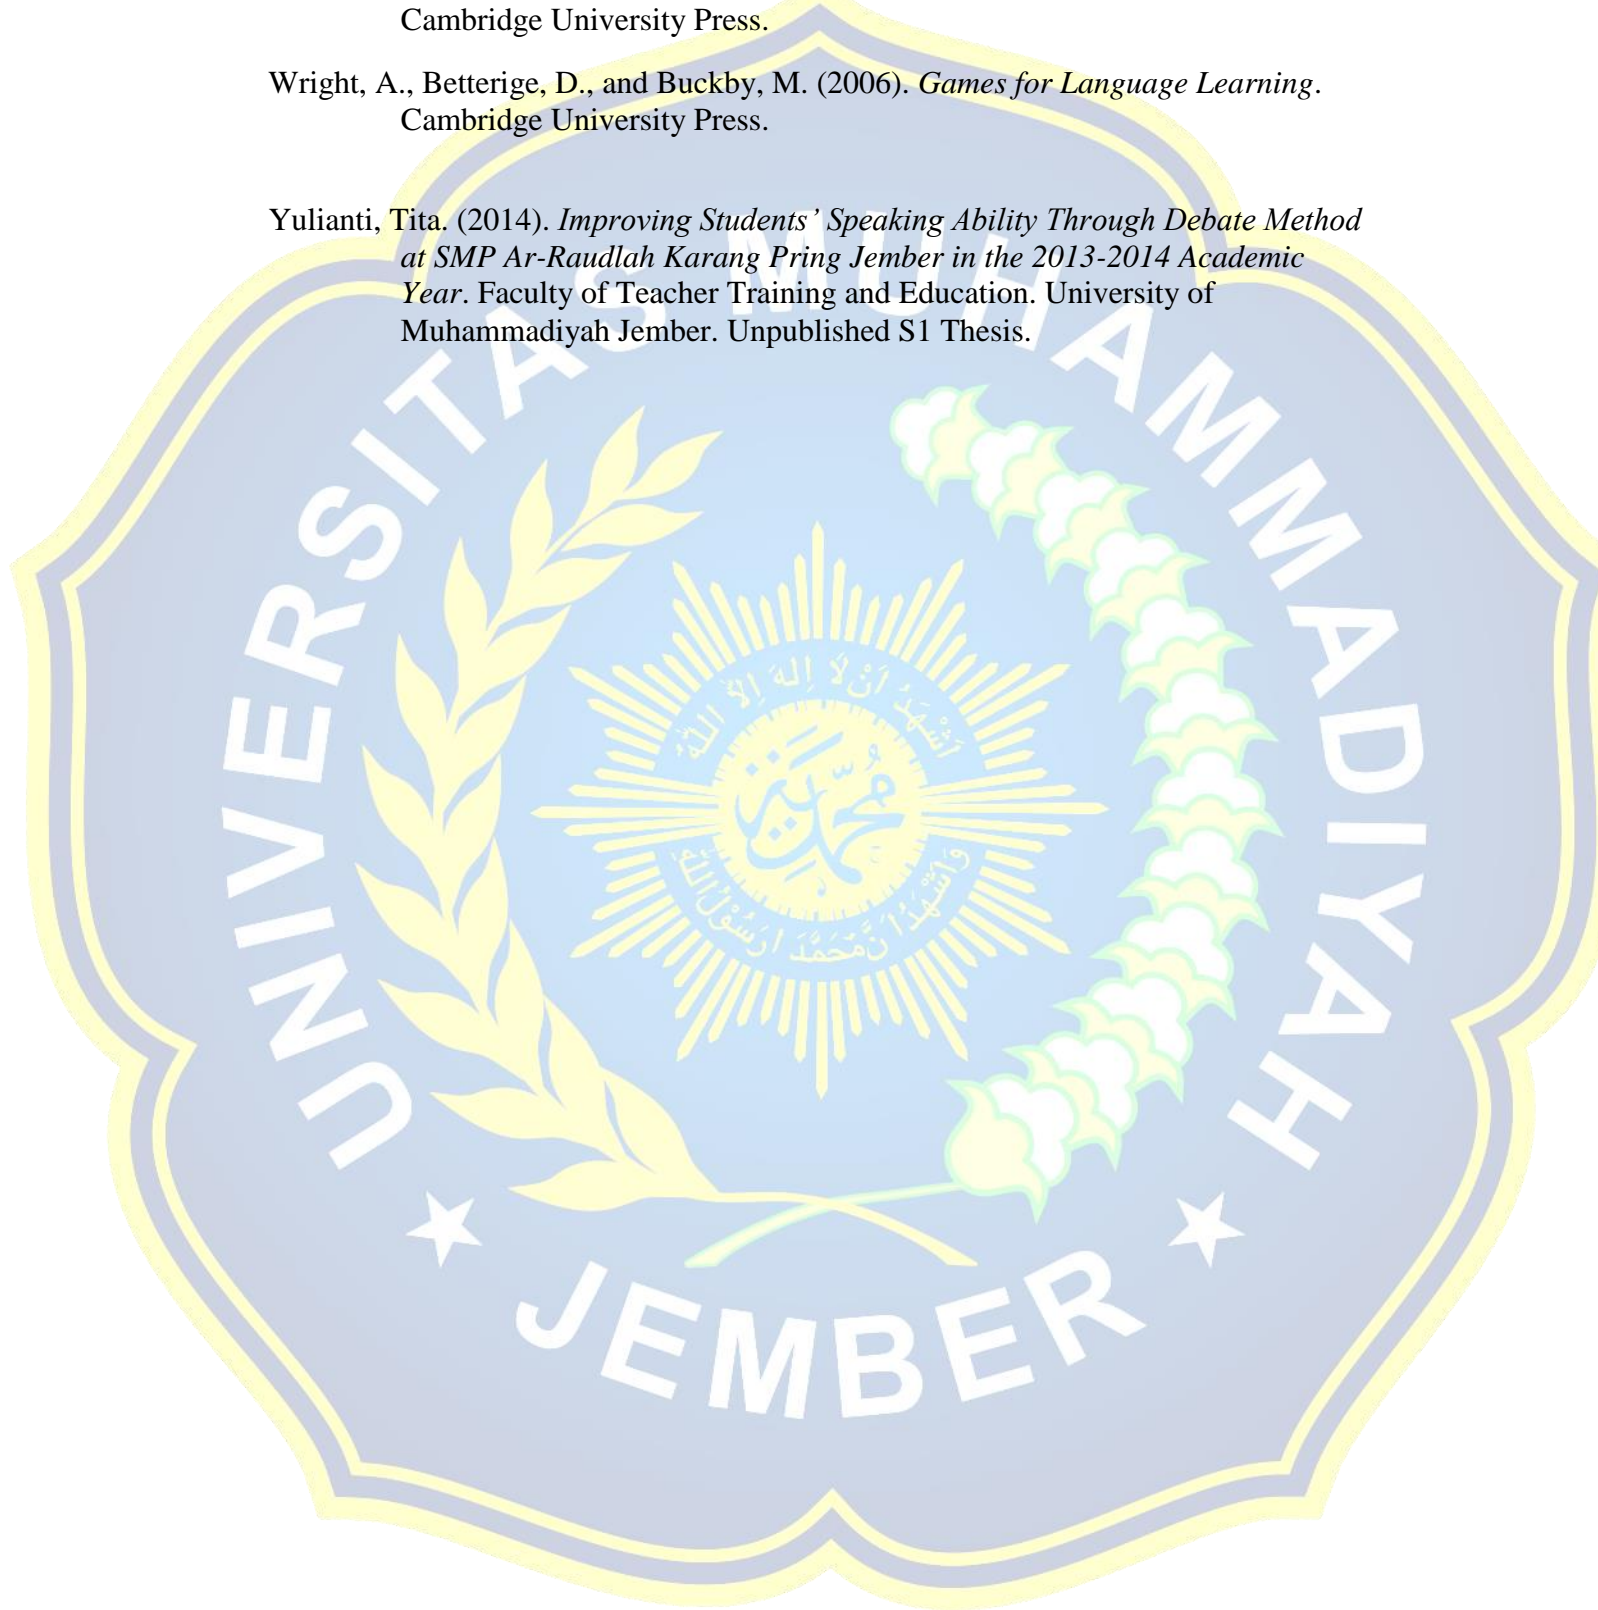 Cambridge University Press.
Wright, A., Betterige, D., and Buckby, M. (2006). Games for Language Learning.
Cambridge University Press.
Yulianti, Tita. (2014). Improving Students’ Speaking Ability Through Debate Method
at SMP Ar-Raudlah Karang Pring Jember in the 2013-2014 Academic
Year. Faculty of Teacher Training and Education. University of
Muhammadiyah Jember. Unpublished S1 Thesis.
UNIVERSITAS MUHAMMADIYAH
اَشْهَدُ اَنْ لَا اِلٰهَ اِلَّا اللّٰهُ
مُحَمَّدِيَّة
وَاَشْهَدُ اَنَّ مُحَمَّدًا رَسُوْلُ اللّٰهِ
JEMBER